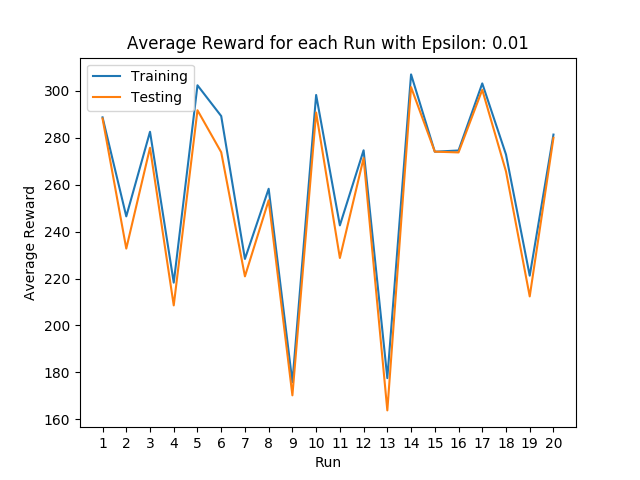 Average Reward for each Run with Epsilon: 0.01
Training
Testing
300
280
260
240
220
200
180
160
Average Reward
1 2 3 4 5 6 7 8 9 10 11 12 13 14 15 16 17 18 19 20
Run